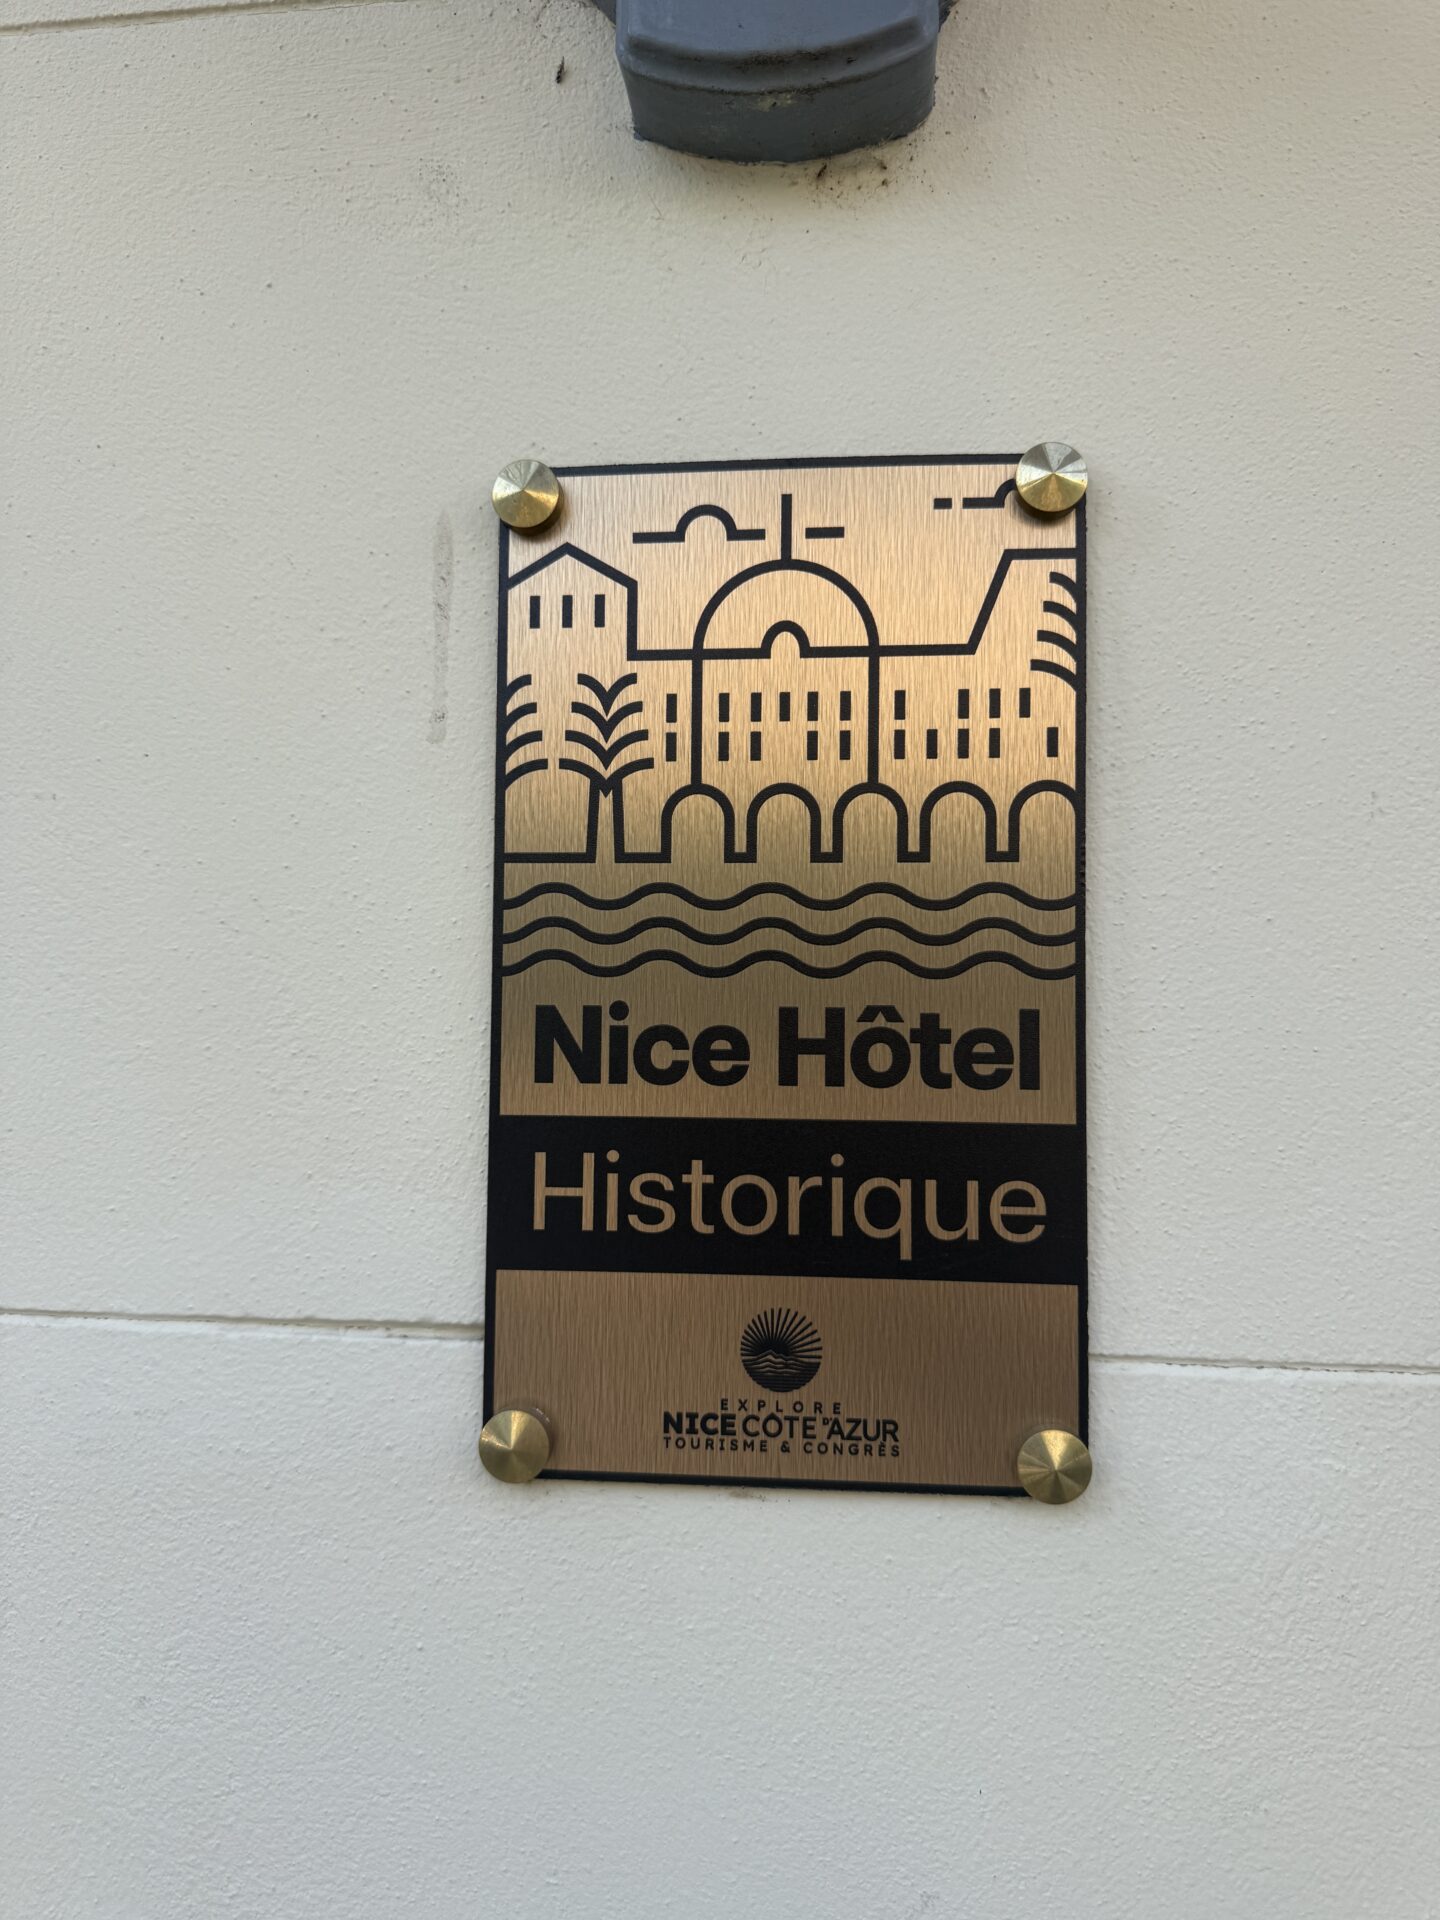 Nice Hôtel
Historique
EXPLORE
NICE CÔTE D'AZUR
TOURISME & CONGRÈS